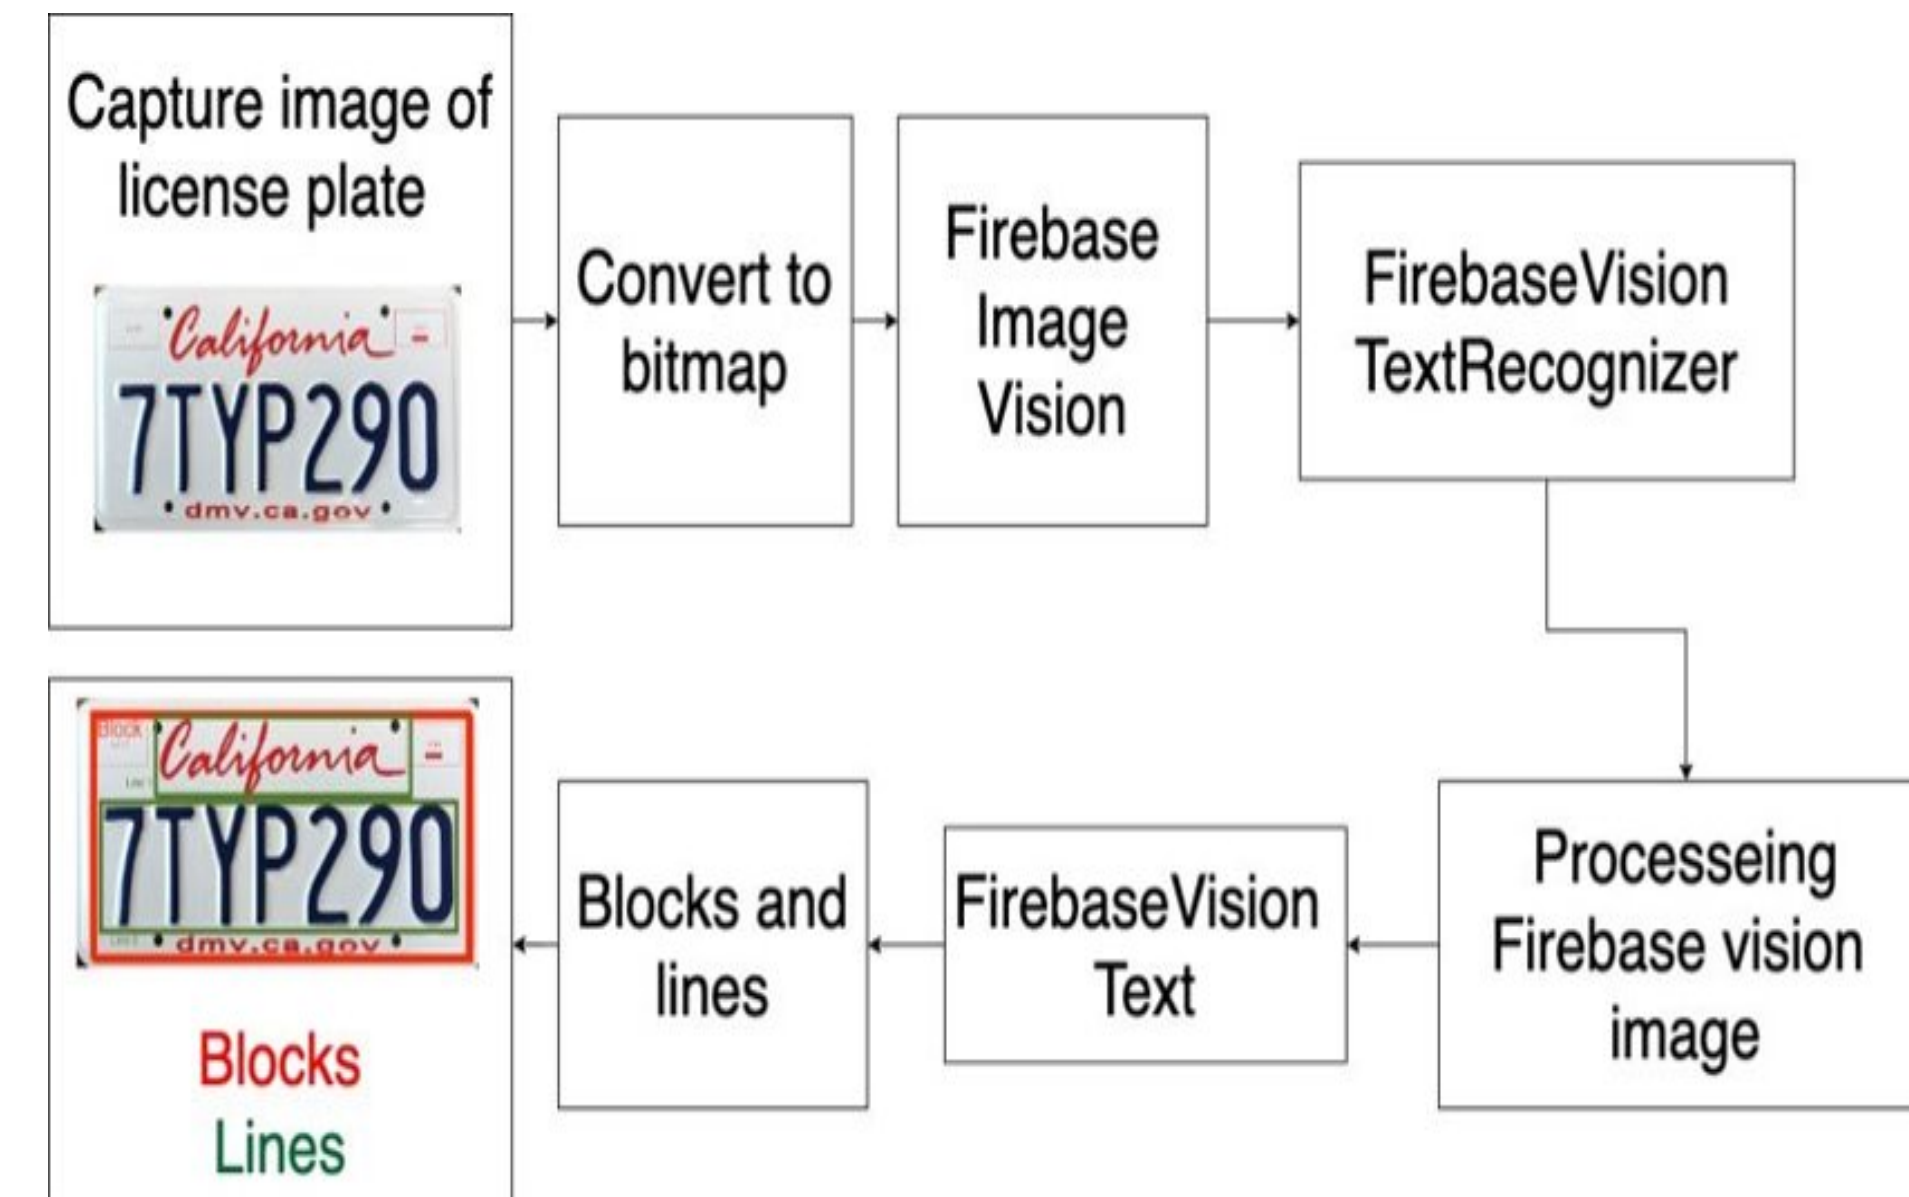 Capture image of
license plate
California
7TYP290
dmv.ca.gov
Convert to
bitmap
Firebase
Image
Vision
FirebaseVision
TextRecognizer
Processeing
Firebase vision
image
FirebaseVision
Text
Blocks and
lines
Block
California
7TYP290
dmv.ca.gov
Blocks
Lines